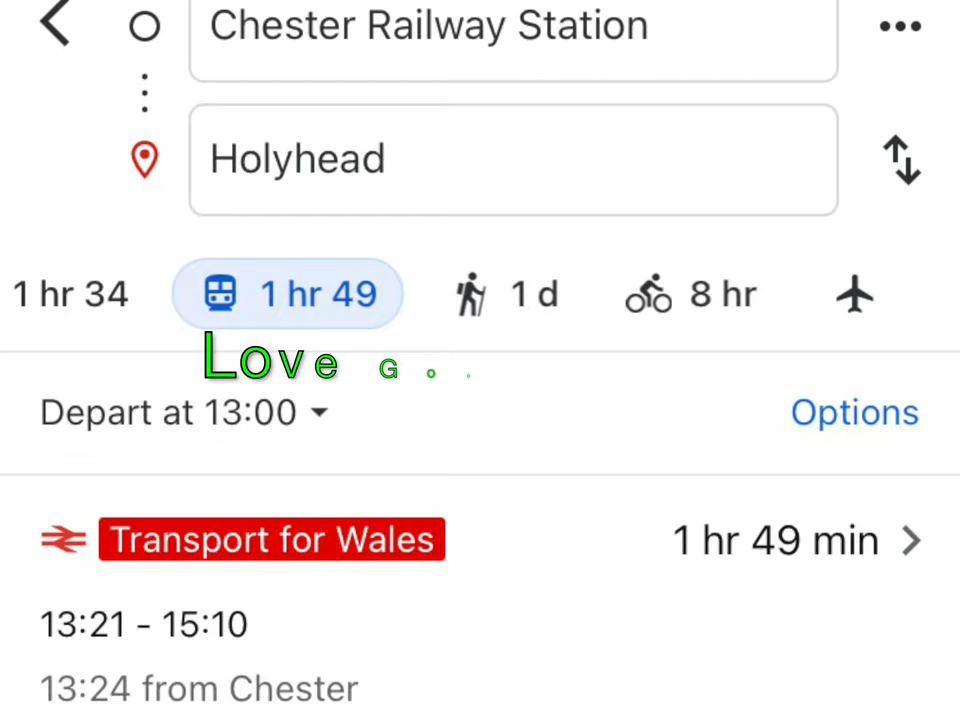 Chester Railway Station
Holyhead
1 hr 34 1 hr 49 1 d 8 hr
Love Go.
Depart at 13:00 Options
Transport for Wales 1 hr 49 min
13:21 - 15:10
13:24 from Chester